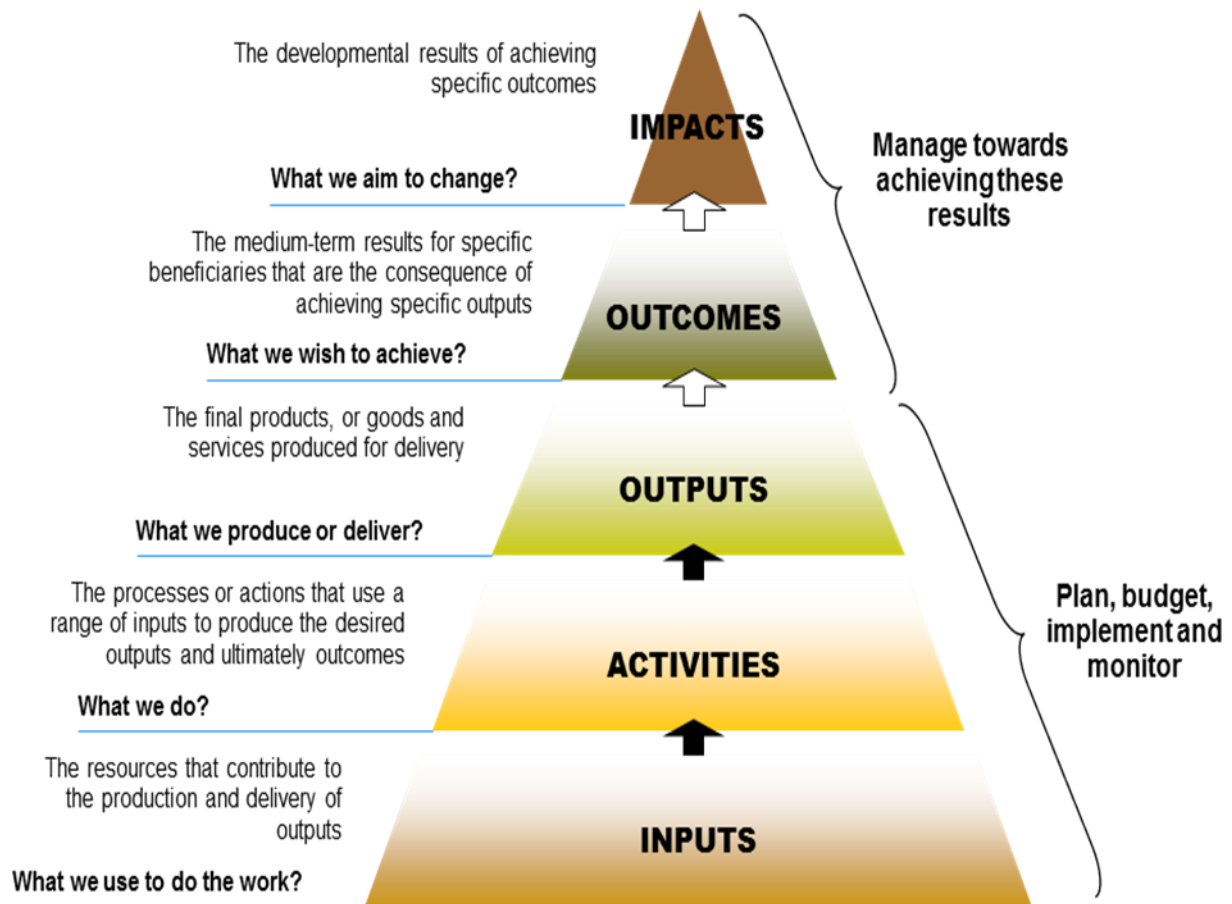 The developmental results of achieving
specific outcomes
IMPACTS
What we aim to change?
Manage towards
achieving these
results
The medium-term results for specific
beneficiaries that are the consequence of
achieving specific outputs
OUTCOMES
What we wish to achieve?
The final products, or goods and
services produced for delivery
OUTPUTS
What we produce or deliver?
The processes or actions that use a
range of inputs to produce the desired
outputs and ultimately outcomes
ACTIVITIES
Plan, budget,
implement and
monitor
What we do?
The resources that contribute to
the production and delivery of
outputs
INPUTS
What we use to do the work?